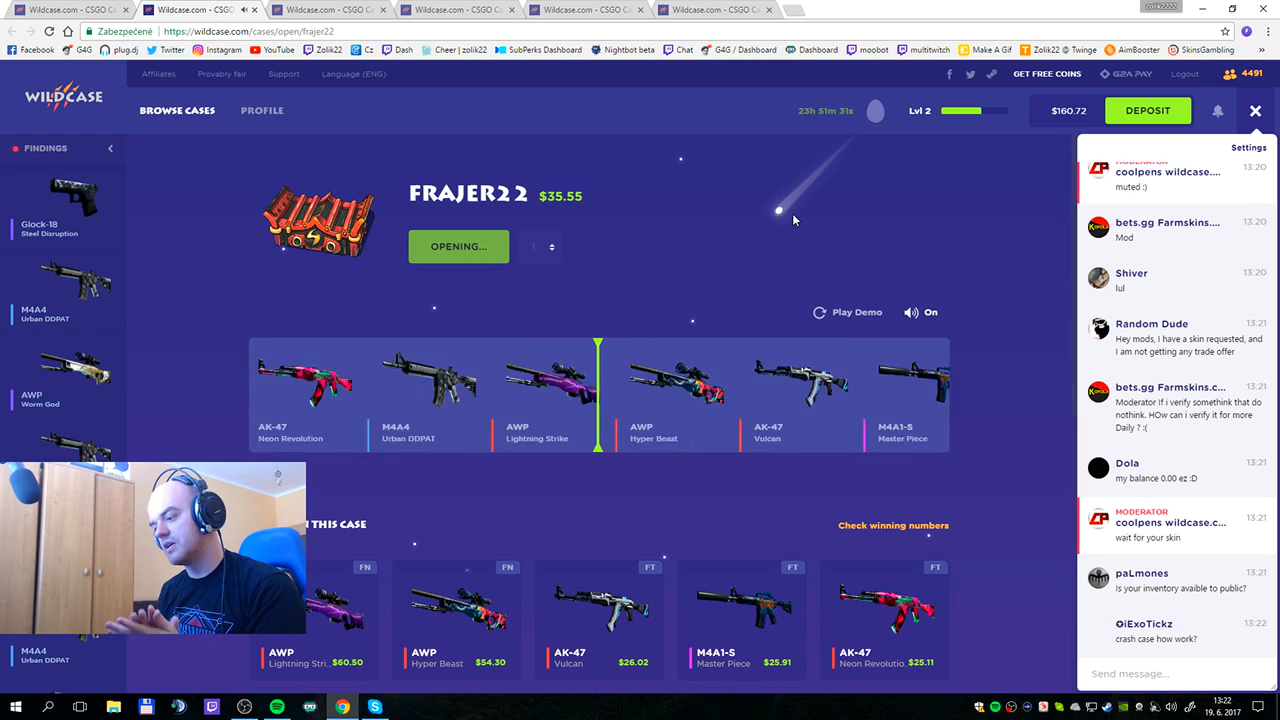 Wildcase.com - CSGO C
Wildcase.com - CSGO
Wildcase.com - CSGO C
Wildcase.com - CSGO C
Wildcase.com - CSGO C
Wildcase.com - CSGO C
zolik2222
Zabezpečené
https://wildcase.com/cases/open/frajer22
Facebook
G4G
plug.dj
Twitter
Instagram
YouTube
Zolik22
Cz
Dash
Cheer | zolik22
SubPerks Dashboard
Nightbot beta
Chat
G4G / Dashboard
Dashboard
moobot
multitwitch
Make A Gif
Zolik22 @ Twinge
AimBooster
SkinsGambling
WILDCASE
Affiliates
Provably fair
Support
Language (ENG)
GET FREE COINS
G2A PAY
Logout
4491
BROWSE CASES
PROFILE
23h 51m 31s
Lvl 2
$160.72
DEPOSIT
FINDINGS
Glock-18
Steel Disruption
M4A4
Urban DDPAT
AWP
Worm God
M4A4
Urban DDPAT
FRAJER22
$35.55
OPENING...
1
Play Demo
On
AK-47
Neon Revolution
M4A4
Urban DDPAT
AWP
Lightning Strike
AWP
Hyper Beast
AK-47
Vulcan
M4A1-S
Master Piece
THIS CASE
Check winning numbers
FN
AWP
Lightning Stri...
$60.50
FN
AWP
Hyper Beast
$54.30
FT
AK-47
Vulcan
$26.02
FT
M4A1-S
Master Piece
$25.91
FT
AK-47
Neon Revolutio...
$25.11
Settings
MODERATOR
coolpens wildcase....
13:20
muted :)
bets.gg Farmskins....
13:20
Mod
Shiver
13:20
lul
Random Dude
13:21
Hey mods, I have a skin requested, and
I am not getting any trade offer
bets.gg Farmskins.c...
13:21
Moderator If i verify somethink that do
nothink. HOw can i verify it for more
Daily ? :(
Dola
13:21
my balance 0.00 ez :D
MODERATOR
coolpens wildcase.c...
13:21
wait for your skin
paLmones
13:21
Is your inventory avaible to public?
✪iExoTickz
13:22
crash case how work?
Send message...
13:22
19. 6. 2017